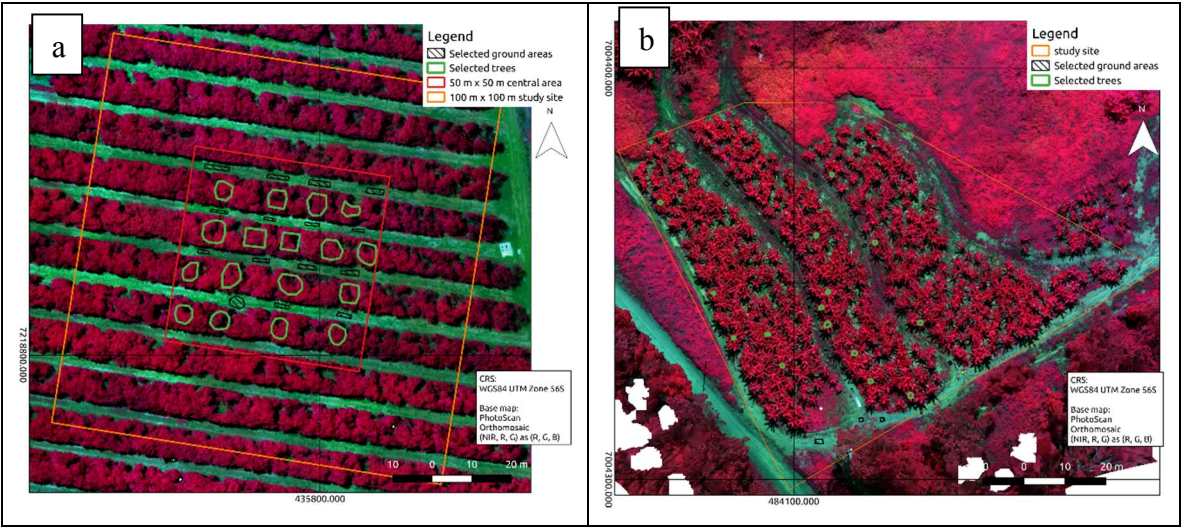 a
Legend
Selected ground areas
Selected trees
50 m x 50 m central area
100 m x 100 m study site
N
7218800.000
CRS:
WGS84 UTM Zone 56S
Base map:
PhotoScan
Orthomosaic
(NIR, R, G) as (R, G, B)
10 0 10 20 m
435800.000
b
Legend
study site
Selected ground areas
Selected trees
7004400.000
N
CRS:
WGS84 UTM Zone 56S
Base map:
PhotoScan
Orthomosaic
(NIR, R, G) as (R, G, B)
7004300.000
0 10 20 m
484100.000